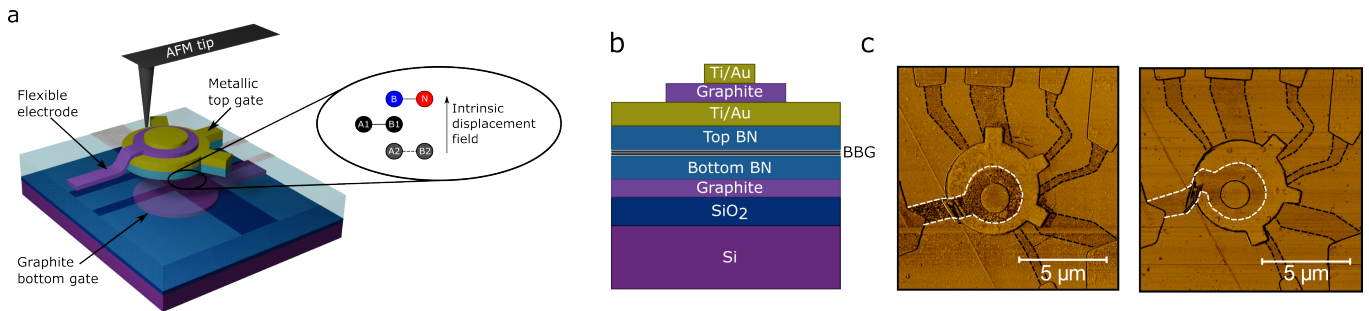 a
AFM tip
Flexible
electrode
Metallic
top gate
B
N
A1
B1
A2
B2
Intrinsic
displacement
field
Graphite
bottom gate
b
Ti/Au
Graphite
Ti/Au
Top BN
BBG
Bottom BN
Graphite
SiO2
Si
c
5 µm
5 µm